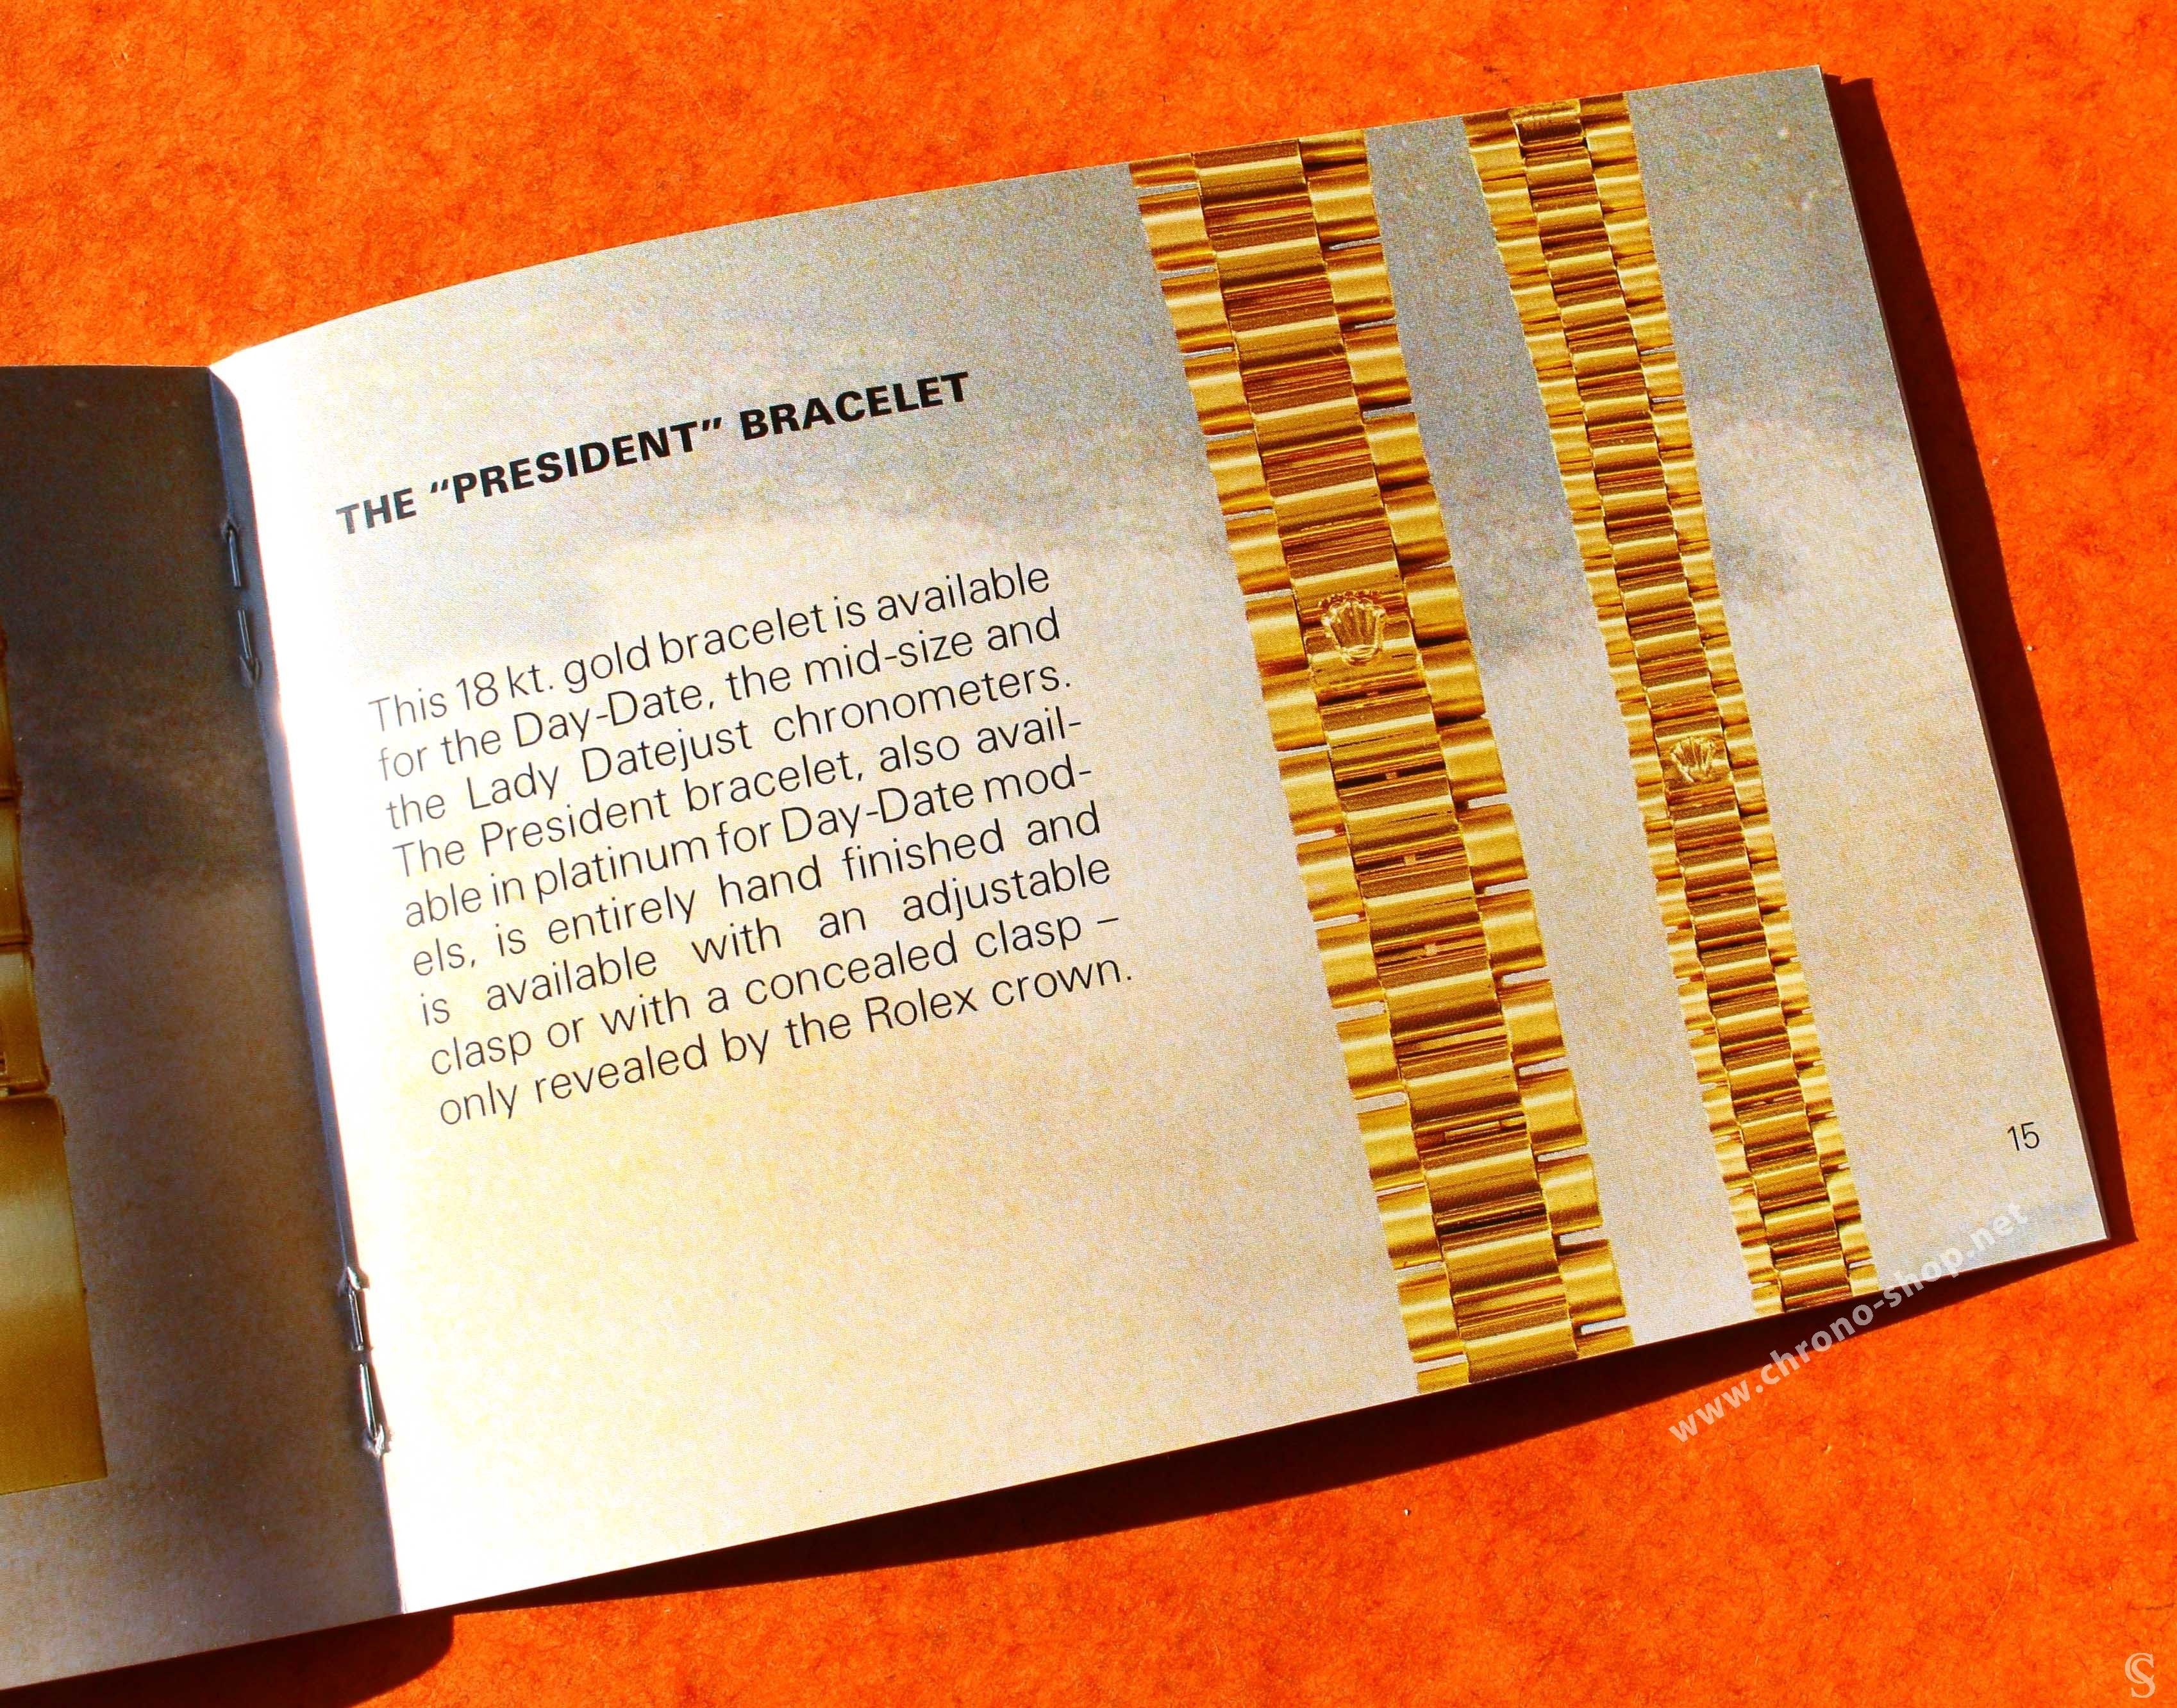 THE “PRESIDENT” BRACELET
This 18 kt. gold bracelet is available
for the Day-Date, the mid-size and
the Lady Datejust chronometers.
The President bracelet, also avail-
able in platinum for Day-Date mod-
els, is entirely hand finished and
is available with an adjustable
clasp or with a concealed clasp –
only revealed by the Rolex crown.
15
www.chrono-shop.net